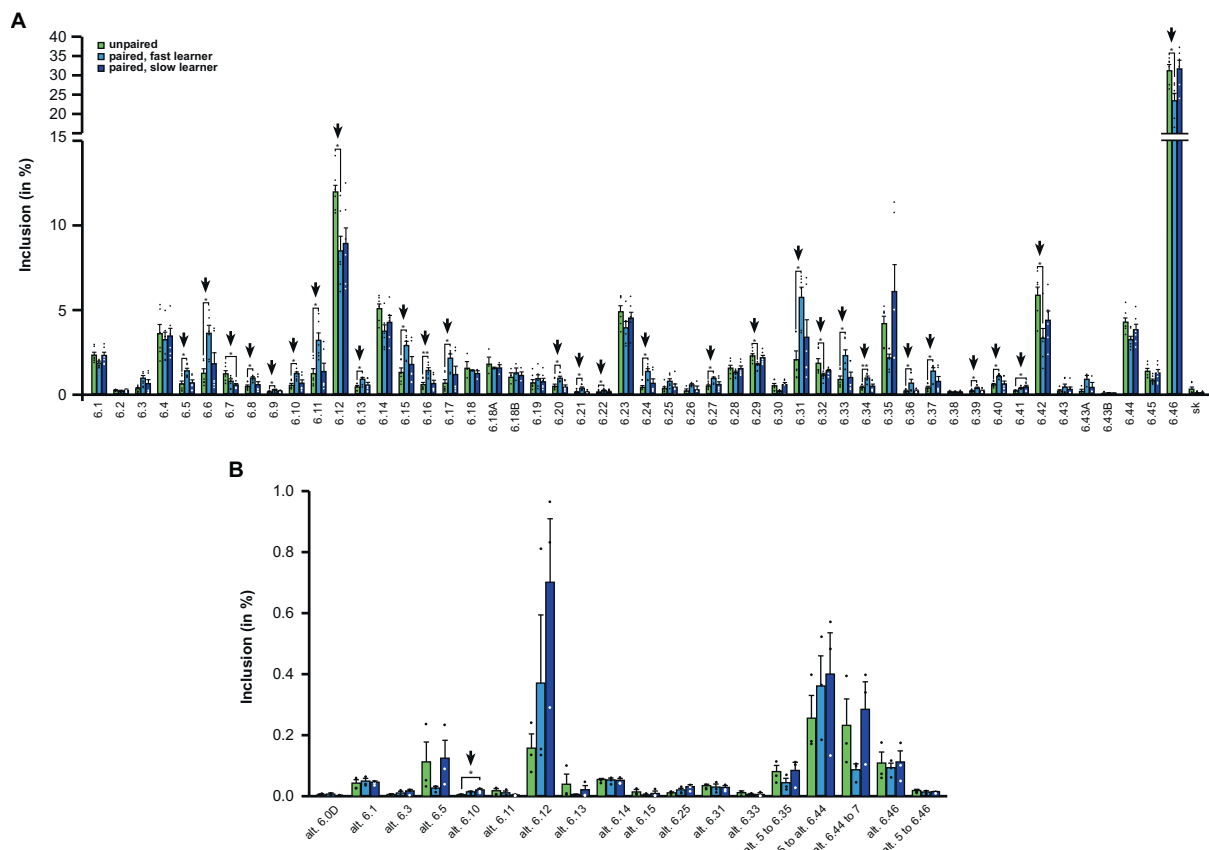 A
unpaired
paired, fast learner
paired, slow learner
Inclusion (in %)
40
35
30
25
20
15
10
5
0
6.1
6.2
6.3
6.4
6.5
6.6
6.7
6.8
6.9
6.10
6.11
6.12
6.13
6.14
6.15
6.16
6.17
6.18
6.18A
6.18B
6.19
6.20
6.21
6.22
6.23
6.24
6.25
6.26
6.27
6.28
6.29
6.30
6.31
6.32
6.33
6.34
6.35
6.36
6.37
6.38
6.39
6.40
6.41
6.42
6.43
6.43A
6.43B
6.44
6.45
6.46
sk
B
Inclusion (in %)
1.0
0.8
0.6
0.4
0.2
0.0
alt. 6.0D
alt. 6.1
alt. 6.3
alt. 6.5
alt. 6.10
alt. 6.11
alt. 6.12
alt. 6.13
alt. 6.14
alt. 6.15
alt. 6.25
alt. 6.31
alt. 6.33
alt. 5 to 6.35
5 to alt. 6.44
alt. 6.44 to 7
alt. 6.46
alt. 5 to 6.46